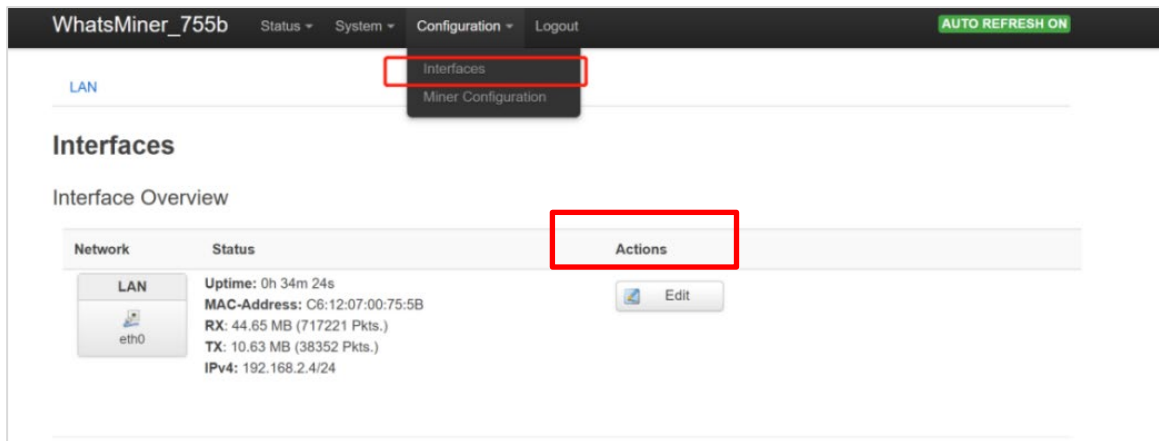 WhatsMiner_755b Status System Configuration Logout AUTO REFRESH ON
Interfaces
Miner Configuration
LAN
Interfaces
Interface Overview
Network Status Actions
LAN
eth0
Uptime: 0h 34m 24s
MAC-Address: C6:12:07:00:75:5B
RX: 44.65 MB (717221 Pkts.)
TX: 10.63 MB (38352 Pkts.)
IPv4: 192.168.2.4/24
Edit